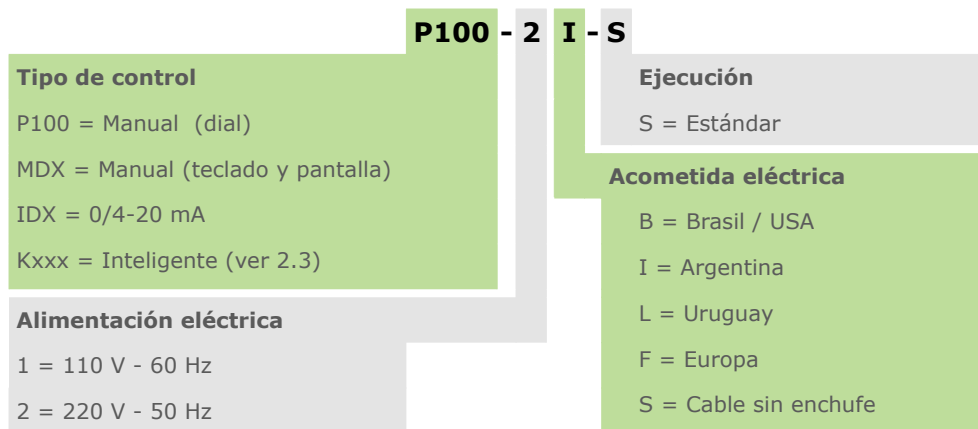 P100 - 2 I - S
Tipo de control
P100 = Manual (dial)
MDX = Manual (teclado y pantalla)
IDX = 0/4-20 mA
Kxxx = Inteligente (ver 2.3)
Alimentación eléctrica
1 = 110 V - 60 Hz
2 = 220 V - 50 Hz
Ejecución
S = Estándar
Acometida eléctrica
B = Brasil / USA
I = Argentina
L = Uruguay
F = Europa
S = Cable sin enchufe